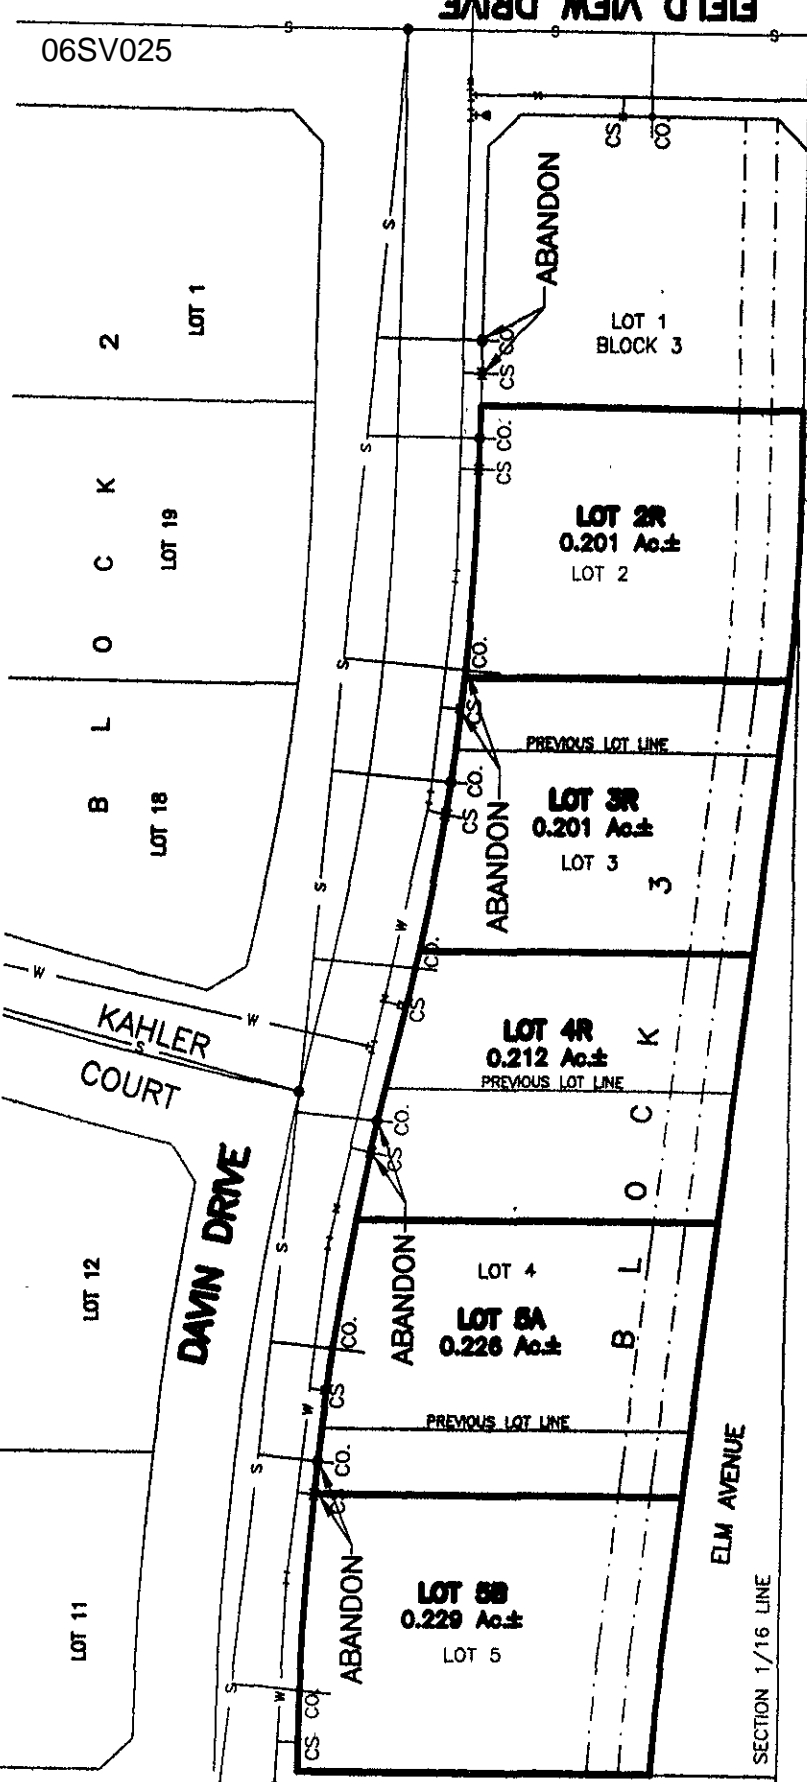 FIELD VIEW DRIVE
06SV025
S
S
S
CS
CO.
W
S
ABANDON
LOT 1
2
LOT 1
BLOCK 3
CO
CS
S
CO.
CS
LOT 2R
0.201 Ac.±
LOT 2
BLOCK
LOT 19
S
CO.
CS
PREVIOUS LOT LINE
CO.
CS
LOT 3R
0.201 Ac.±
LOT 3
LOT 18
ABANDON
S
3
W
CO.
W
W
CS
KAHLER
S
COURT
LOT 4R
0.212 Ac.±
PREVIOUS LOT LINE
BLOCK
CO.
CS
DAVIN DRIVE
S
ABANDON
LOT 4
LOT 12
LOT 5A
0.226 Ac.±
CO.
CS
W
PREVIOUS LOT LINE
S
CO.
CS
ELM AVENUE
ABANDON
LOT 5B
0.229 Ac.±
LOT 5
LOT 11
S
W
CO.
CS
SECTION 1/16 LINE